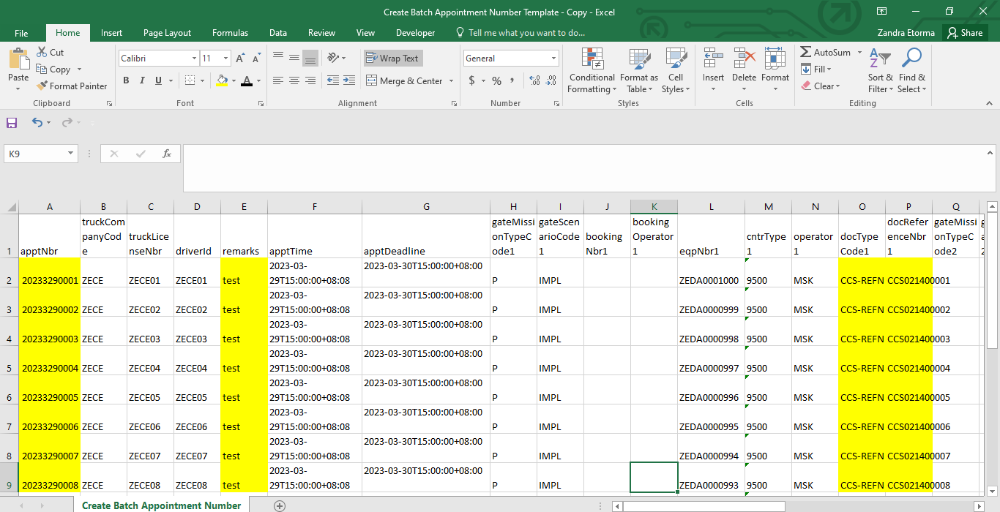 Create Batch Appointment Number Template - Copy - Excel
File Home Insert Page Layout Formulas Data Review View Developer Tell me what you want to do... Zandra Etorma Share
Paste
Cut
Copy
Format Painter
Clipboard
Calibri 11
B I U
Font
Wrap Text
Merge & Center
Alignment
General
$ % ,
Number
Conditional Formatting
Format as Table
Cell Styles
Styles
Insert Delete Format
Cells
AutoSum
Fill
Clear
Sort & Filter
Find & Select
Editing
K9
fx
A B C D E F G H I J K L M N O P Q
1 apptNbr truckCompanyCode truckLicenseNbr driverId remarks apptTime apptDeadline gateMissionTypeCode1 gateScenarioCode1 bookingNbr1 bookingOperator1 eqpNbr1 cntrType1 operator1 docTypeCode1 docReferenceNbr1 gateMissionTypeCode2
2 20233290001 ZECE ZECE01 ZECE01 test 2023-03-29T15:00:00+08:08 2023-03-30T15:00:00+08:00 P IMPL ZEDA0001000 9500 MSK CCS-REFN CCS021400001
3 20233290002 ZECE ZECE02 ZECE02 test 2023-03-29T15:00:00+08:08 2023-03-30T15:00:00+08:00 P IMPL ZEDA0000999 9500 MSK CCS-REFN CCS021400002
4 20233290003 ZECE ZECE03 ZECE03 test 2023-03-29T15:00:00+08:08 2023-03-30T15:00:00+08:00 P IMPL ZEDA0000998 9500 MSK CCS-REFN CCS021400003
5 20233290004 ZECE ZECE04 ZECE04 test 2023-03-29T15:00:00+08:08 2023-03-30T15:00:00+08:00 P IMPL ZEDA0000997 9500 MSK CCS-REFN CCS021400004
6 20233290005 ZECE ZECE05 ZECE05 test 2023-03-29T15:00:00+08:08 2023-03-30T15:00:00+08:00 P IMPL ZEDA0000996 9500 MSK CCS-REFN CCS021400005
7 20233290006 ZECE ZECE06 ZECE06 test 2023-03-29T15:00:00+08:08 2023-03-30T15:00:00+08:00 P IMPL ZEDA0000995 9500 MSK CCS-REFN CCS021400006
8 20233290007 ZECE ZECE07 ZECE07 test 2023-03-29T15:00:00+08:08 2023-03-30T15:00:00+08:00 P IMPL ZEDA0000994 9500 MSK CCS-REFN CCS021400007
9 20233290008 ZECE ZECE08 ZECE08 test 2023-03-29T15:00:00+08:08 2023-03-30T15:00:00+08:00 P IMPL ZEDA0000993 9500 MSK CCS-REFN CCS021400008
Create Batch Appointment Number